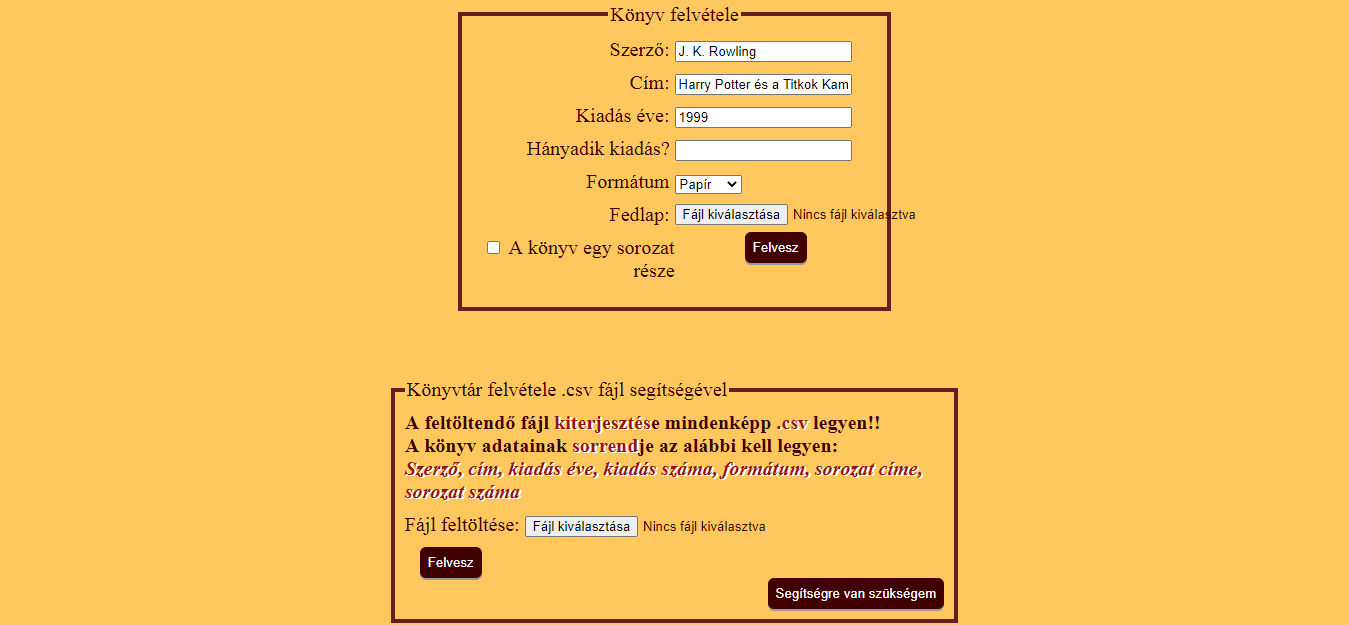 Könyv felvétele
Szerző: J. K. Rowling
Cím: Harry Potter és a Titkok Kam
Kiadás éve: 1999
Hányadik kiadás?
Formátum Papír
Fedlap: Fájl kiválasztása Nincs fájl kiválasztva
A könyv egy sorozat Felvesz
része
Könyvtár felvétele .csv fájl segítségével
A feltöltendő fájl kiterjesztése mindenképp .csv legyen!!
A könyv adatainak sorrendje az alábbi kell legyen:
Szerző, cím, kiadás éve, kiadás száma, formátum, sorozat címe,
sorozat száma
Fájl feltöltése: Fájl kiválasztása Nincs fájl kiválasztva
Felvesz
Segítségre van szükségem